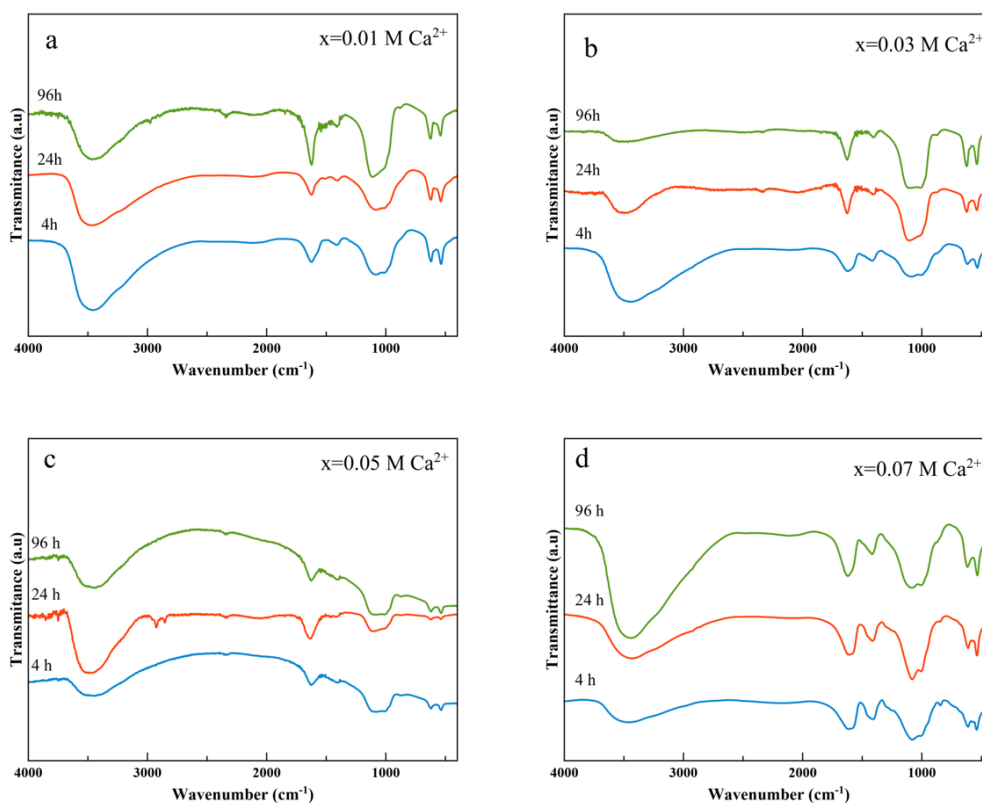 a
x=0.01 M Ca²⁺
96h
24h
4h
Transmitance (a.u)
4000 3000 2000 1000
Wavenumber (cm⁻¹)
b
x=0.03 M Ca²⁺
96h
24h
4h
Transmitance (a.u)
4000 3000 2000 1000
Wavenumber (cm⁻¹)
c
x=0.05 M Ca²⁺
96 h
24 h
4 h
Transmitance (a.u)
4000 3000 2000 1000
Wavenumber (cm⁻¹)
d
x=0.07 M Ca²⁺
96 h
24 h
4 h
Transmittance (a.u)
4000 3000 2000 1000
Wavenumber (cm⁻¹)